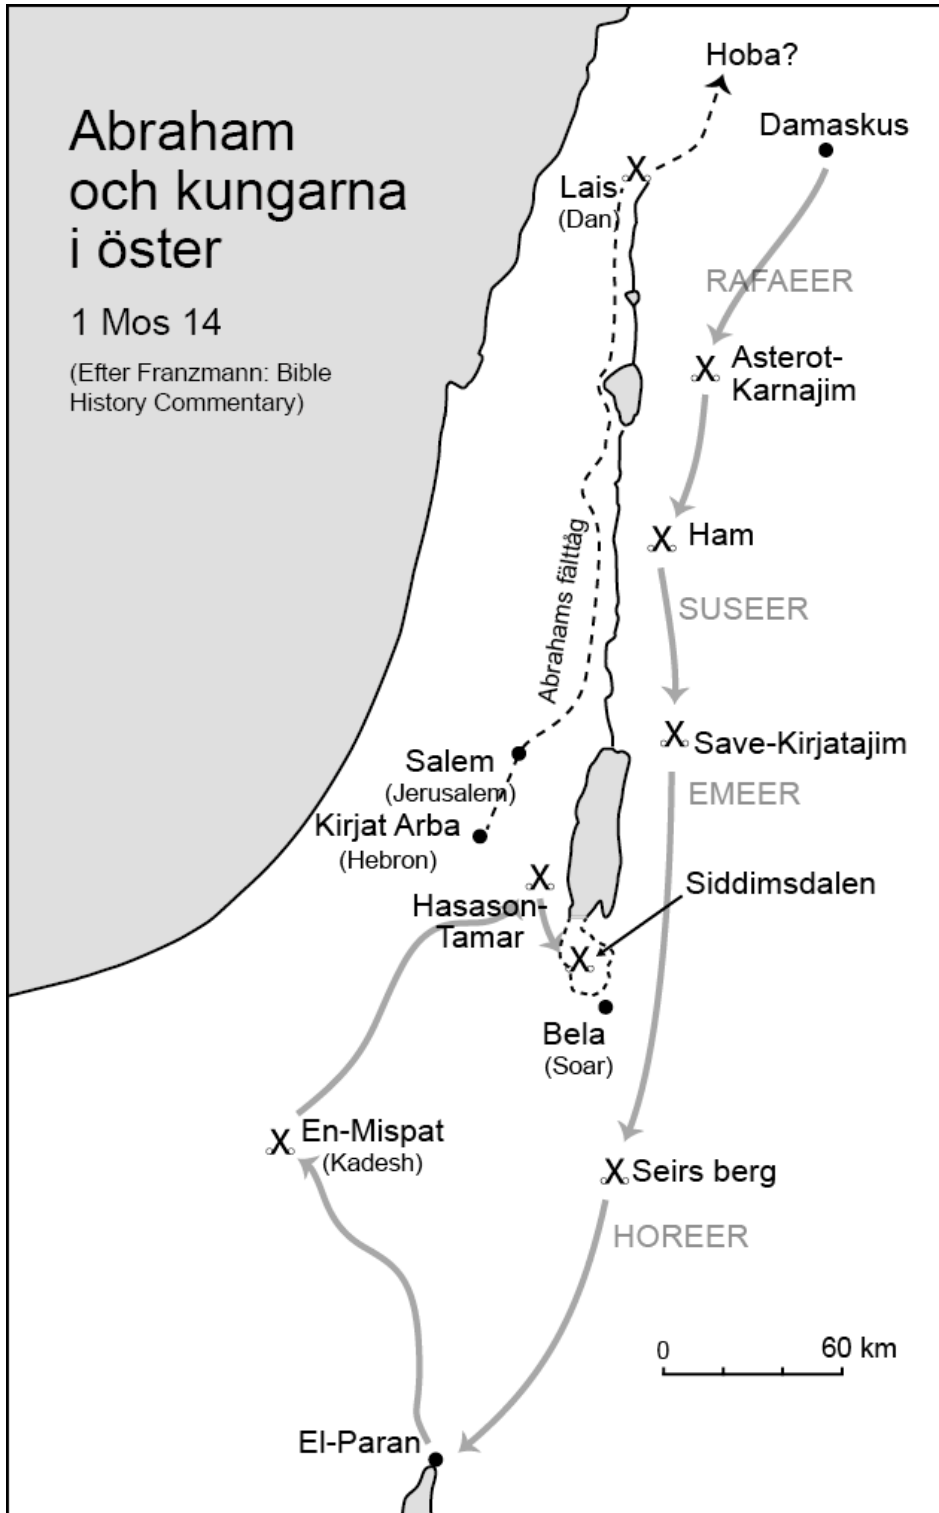 Abraham
och kungarna
i öster
1 Mos 14
(Efter Franzmann: Bible
History Commentary)
Hoba?
Damaskus
Lais
(Dan)
RAFAEER
Asterot-
Karnajim
Ham
SUSEER
Abrahams fälttåg
Save-Kirjatajim
EMEER
Salem
(Jerusalem)
Kirjat Arba
(Hebron)
Siddimsdalen
Hasason-
Tamar
Bela
(Soar)
En-Mispat
(Kadesh)
Seirs berg
HOREER
0 60 km
El-Paran